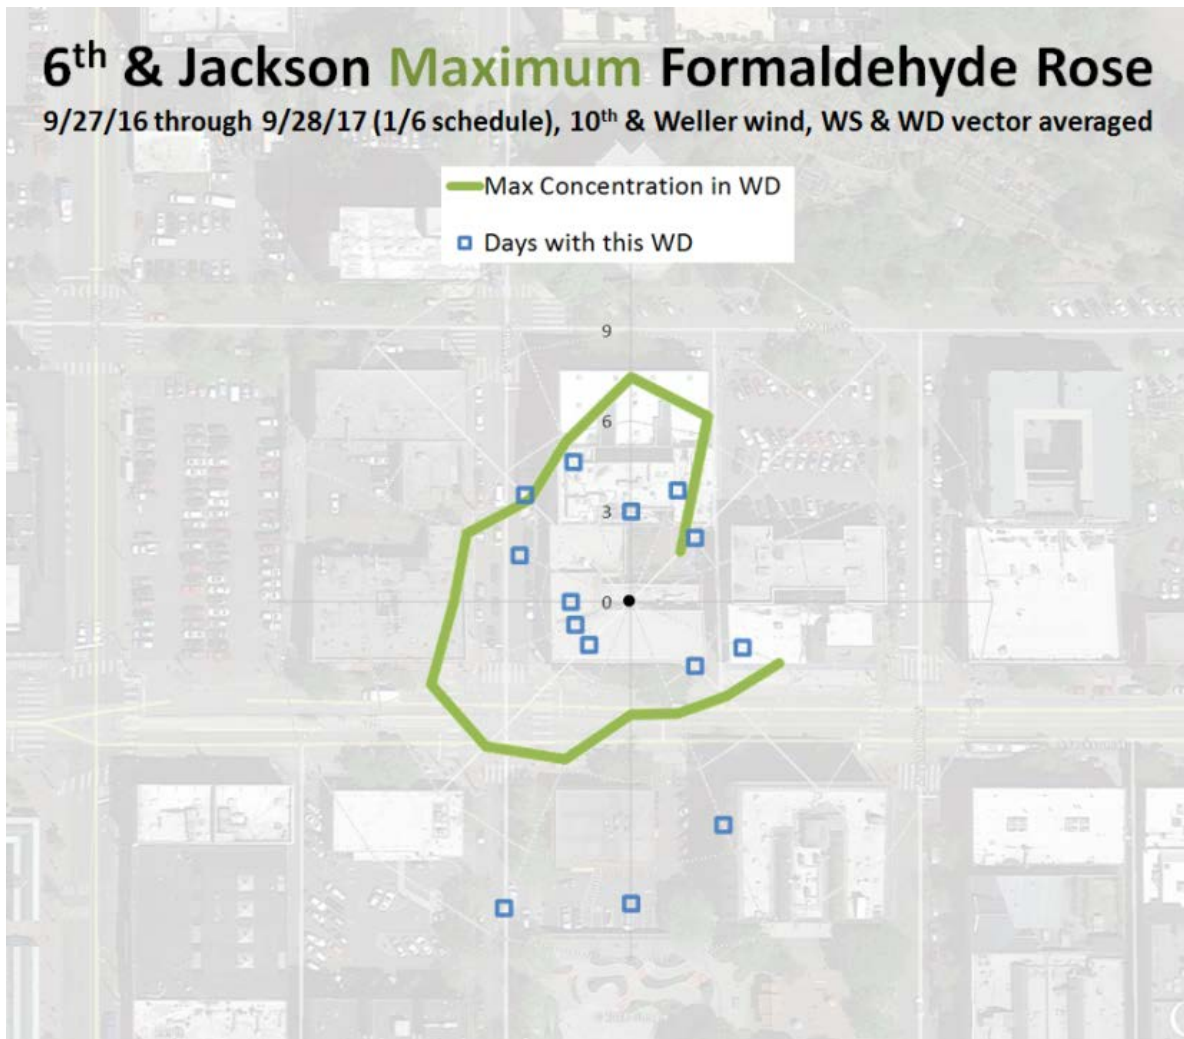 6th & Jackson Maximum Formaldehyde Rose
9/27/16 through 9/28/17 (1/6 schedule), 10th & Weller wind, WS & WD vector averaged
Max Concentration in WD
Days with this WD
9
6
3
0